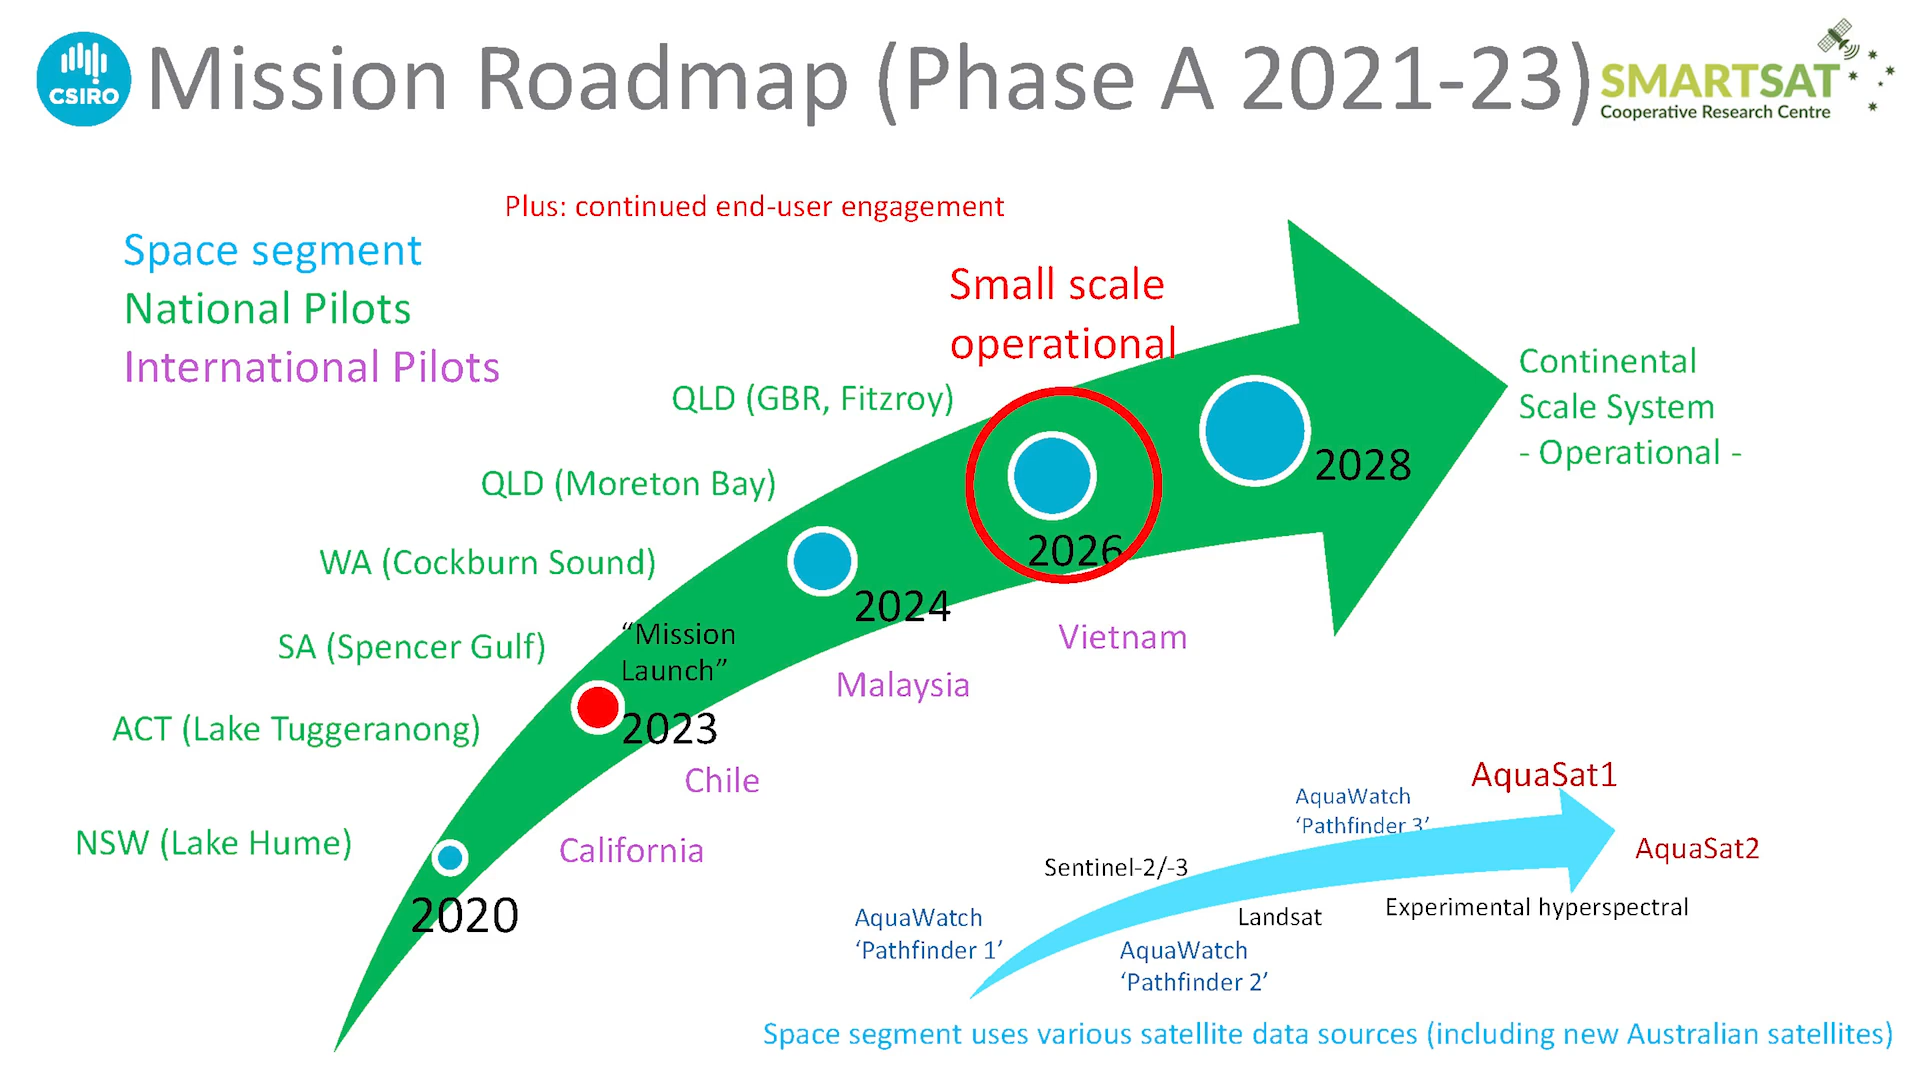 CSIRO
Mission Roadmap (Phase A 2021-23)
SMARTSAT
Cooperative Research Centre
Plus: continued end-user engagement
Space segment
National Pilots
International Pilots
Small scale
operational
QLD (GBR, Fitzroy)
QLD (Moreton Bay)
WA (Cockburn Sound)
SA (Spencer Gulf)
ACT (Lake Tuggeranong)
NSW (Lake Hume)
2020
“Mission
Launch”
2023
2024
2026
2028
Continental
Scale System
- Operational -
California
Chile
Malaysia
Vietnam
AquaWatch
‘Pathfinder 1’
Sentinel-2/-3
AquaWatch
‘Pathfinder 2’
Landsat
AquaWatch
‘Pathfinder 3’
Experimental hyperspectral
AquaSat1
AquaSat2
Space segment uses various satellite data sources (including new Australian satellites)